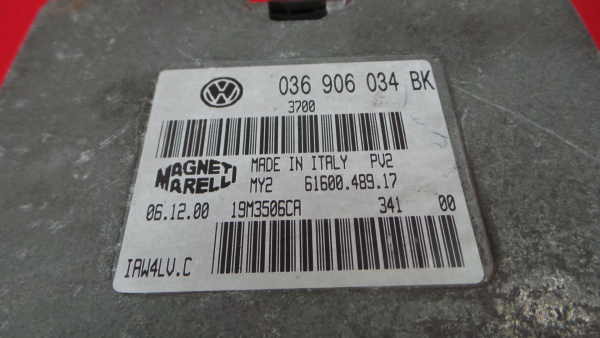 036 906 034 BK
3700
MAGNETI MARELLI
MADE IN ITALY PV2
MY2 61600.489.17
06.12.00 19M3506CA 341 00
IAW4LV.C